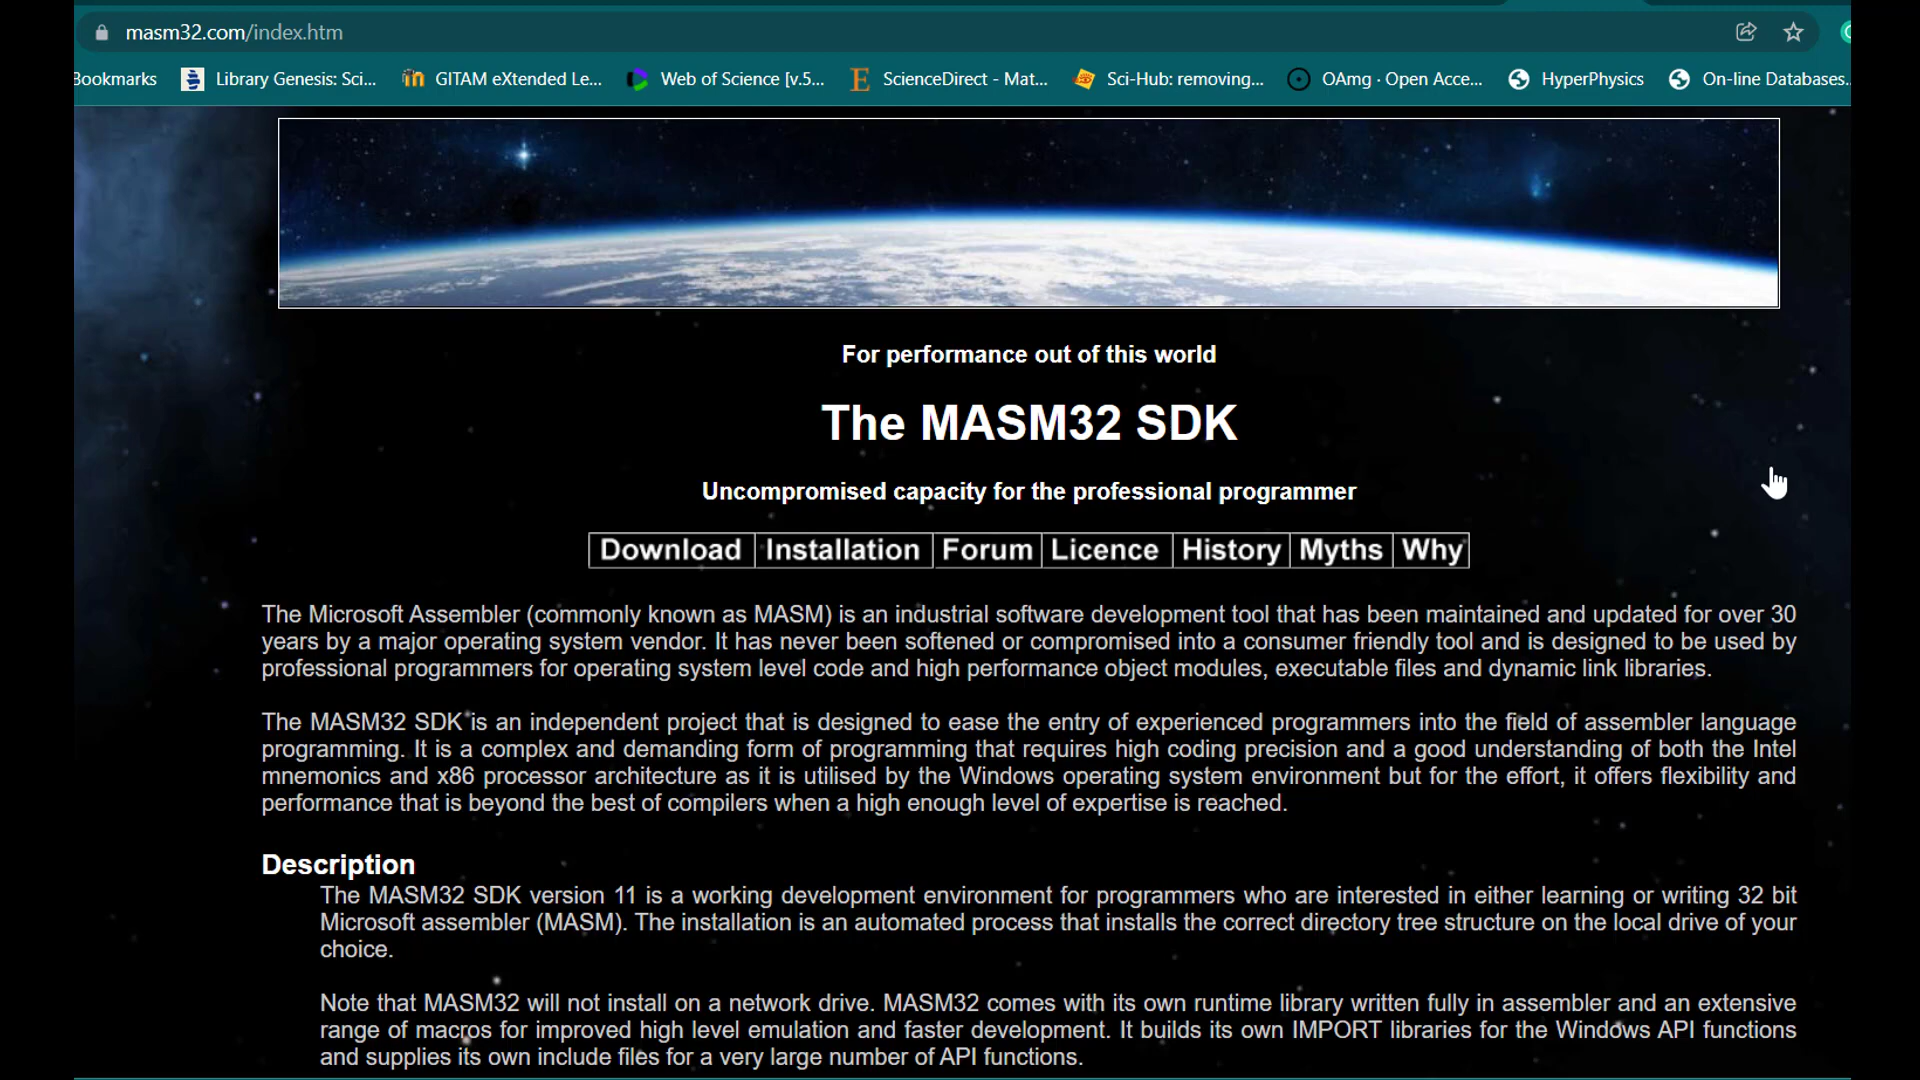 masm32.com/index.htm
Bookmarks Library Genesis: Sci... GITAM eXtended Le... Web of Science [v.5... ScienceDirect - Mat... Sci-Hub: removing... OAmg · Open Acce... HyperPhysics On-line Databases...
For performance out of this world
The MASM32 SDK
Uncompromised capacity for the professional programmer
Download Installation Forum Licence History Myths Why
The Microsoft Assembler (commonly known as MASM) is an industrial software development tool that has been maintained and updated for over 30
years by a major operating system vendor. It has never been softened or compromised into a consumer friendly tool and is designed to be used by
professional programmers for operating system level code and high performance object modules, executable files and dynamic link libraries.
The MASM32 SDK is an independent project that is designed to ease the entry of experienced programmers into the field of assembler language
programming. It is a complex and demanding form of programming that requires high coding precision and a good understanding of both the Intel
mnemonics and x86 processor architecture as it is utilised by the Windows operating system environment but for the effort, it offers flexibility and
performance that is beyond the best of compilers when a high enough level of expertise is reached.
Description
The MASM32 SDK version 11 is a working development environment for programmers who are interested in either learning or writing 32 bit
Microsoft assembler (MASM). The installation is an automated process that installs the correct directory tree structure on the local drive of your
choice.
Note that MASM32 will not install on a network drive. MASM32 comes with its own runtime library written fully in assembler and an extensive
range of macros for improved high level emulation and faster development. It builds its own IMPORT libraries for the Windows API functions
and supplies its own include files for a very large number of API functions.